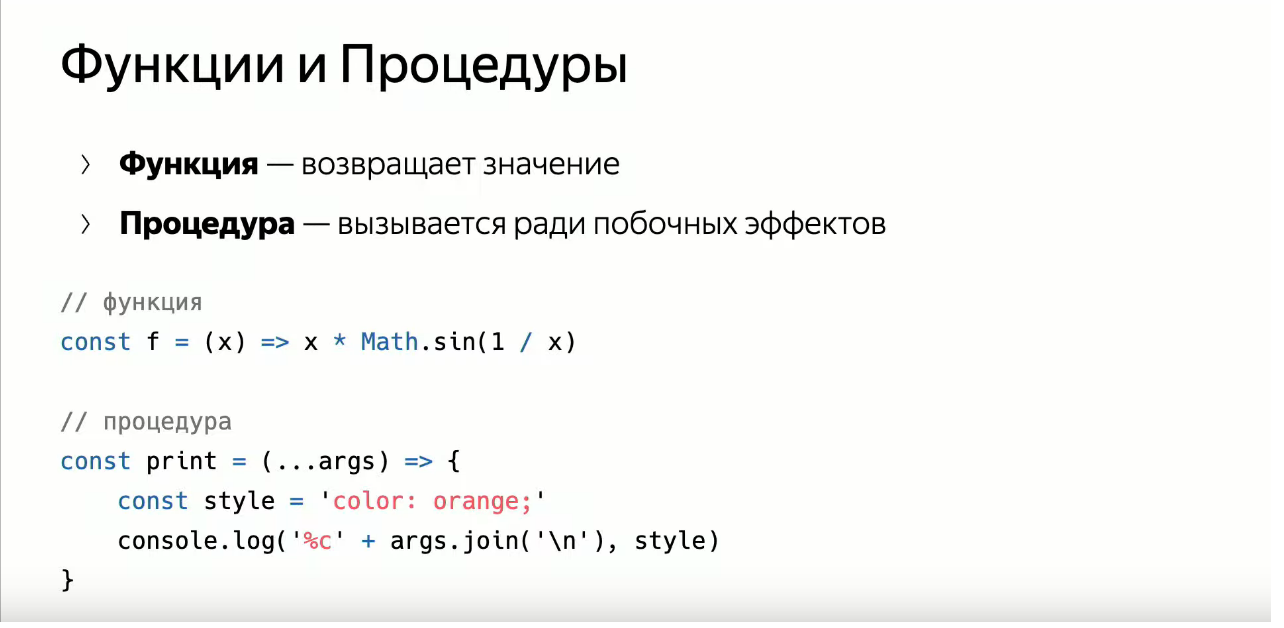 Функции и Процедуры
〉 Функция — возвращает значение
〉 Процедура — вызывается ради побочных эффектов
// функция
const f = (x) => x * Math.sin(1 / x)
// процедура
const print = (...args) => {
    const style = 'color: orange;'
    console.log('%c' + args.join('\n'), style)
}